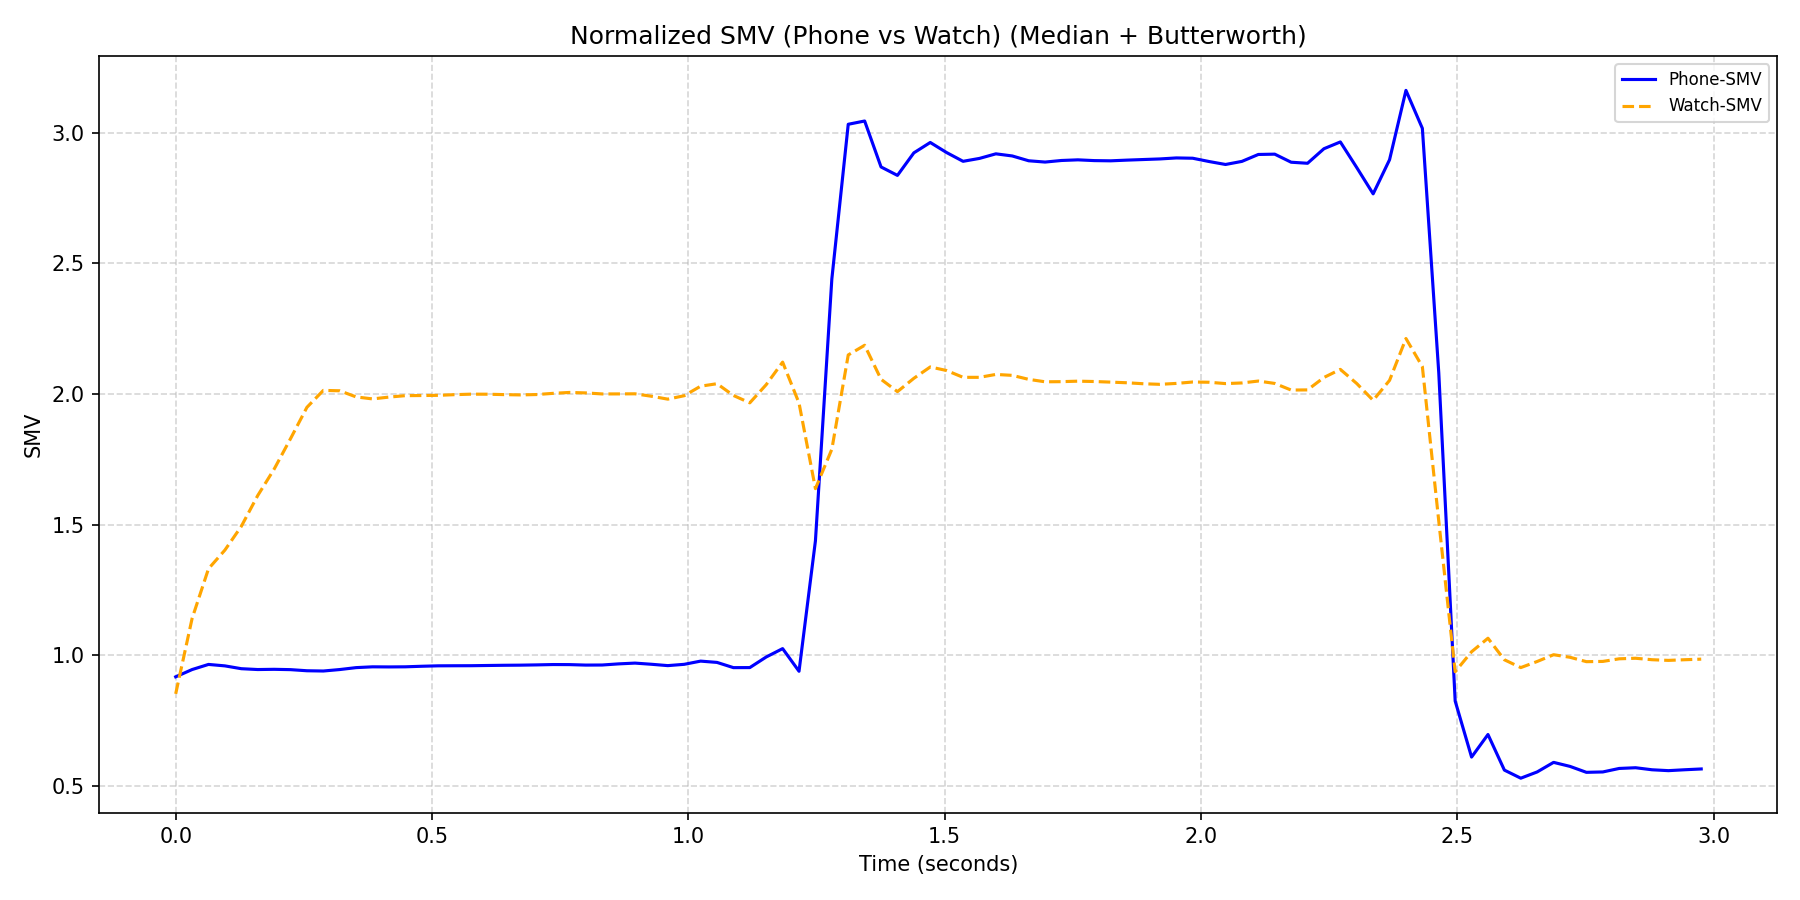 Normalized SMV (Phone vs Watch) (Median + Butterworth)
Phone-SMV
Watch-SMV
3.0
2.5
2.0
1.5
1.0
0.5
SMV
0.0 0.5 1.0 1.5 2.0 2.5 3.0
Time (seconds)